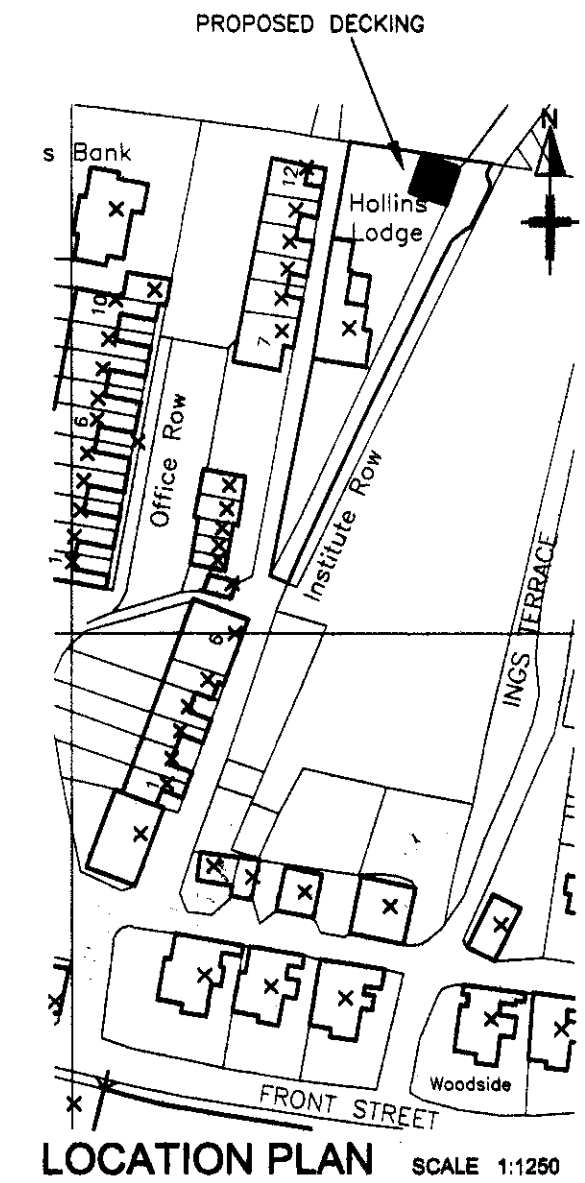 PROPOSED DECKING
N
s Bank
12
Hollins
Lodge
10
7
6
Office Row
Institute Row
1
INGS TERRACE
6
1
Woodside
FRONT STREET
LOCATION PLAN SCALE 1:1250